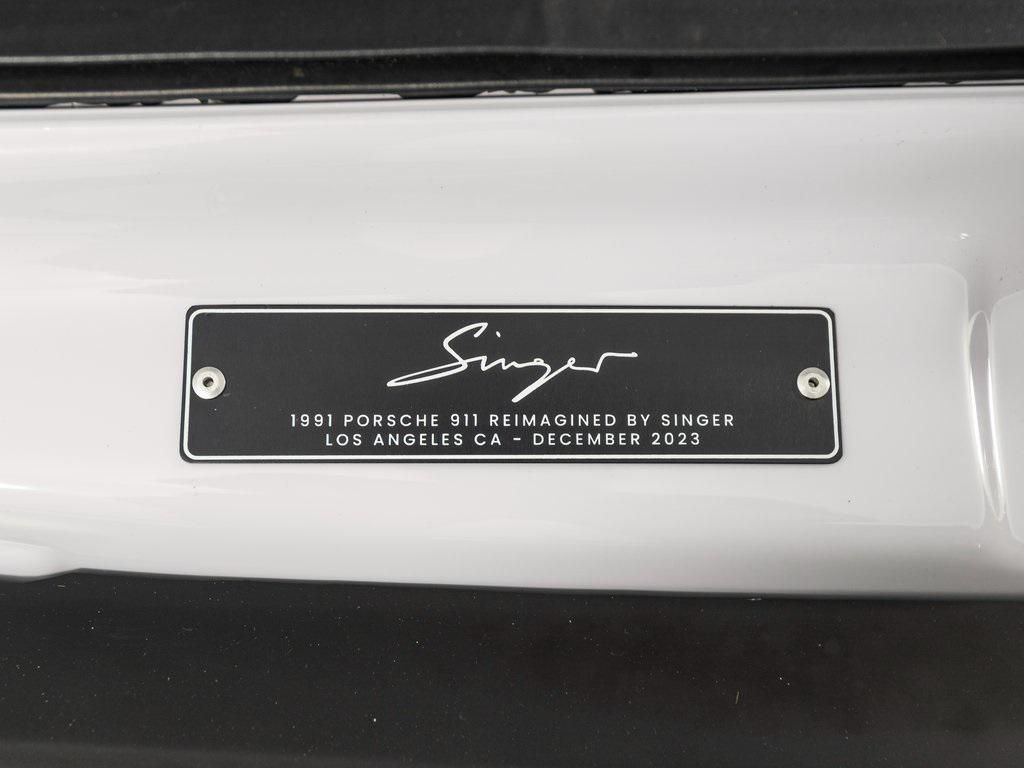 Singer
1991 PORSCHE 911 REIMAGINED BY SINGER
LOS ANGELES CA - DECEMBER 2023